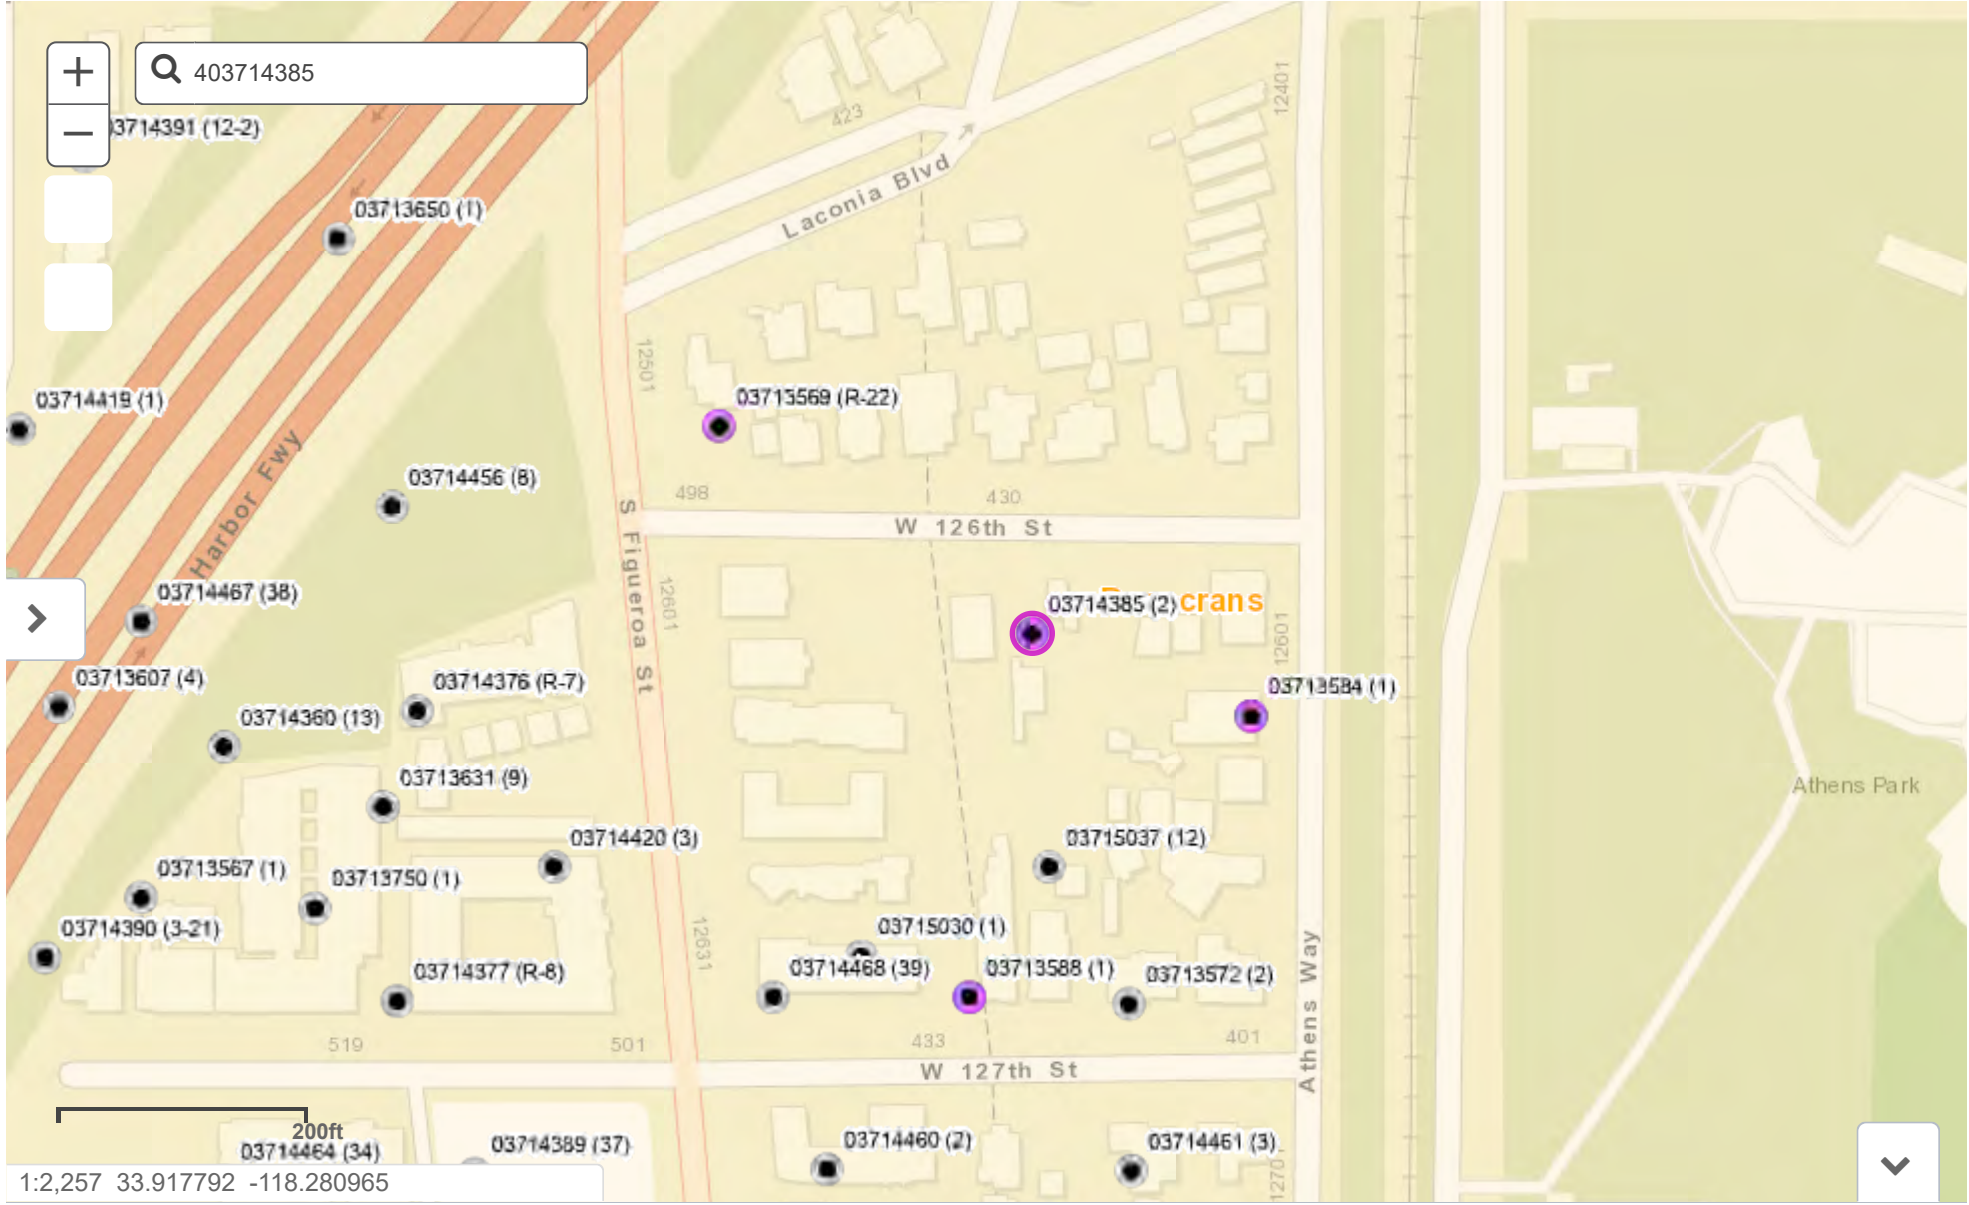 403714385
03714391 (12-2)
12401
423
03713650 (1)
Laconia Blvd
12501
03714419 (1)
03713569 (R-22)
Harbor Fwy
03714456 (8)
498
430
S Figueroa St
W 126th St
03714467 (38)
12601
03714385 (2)
crans
12601
03713607 (4)
03714376 (R-7)
03713584 (1)
03714360 (13)
03713631 (9)
Athens Park
03714420 (3)
03715037 (12)
03713567 (1)
03713750 (1)
03714390 (3-21)
12631
03715030 (1)
03714377 (R-8)
03714468 (39)
03713588 (1)
03713572 (2)
Athens Way
519
501
433
401
W 127th St
200ft
03714464 (34)
03714389 (37)
03714460 (2)
03714461 (3)
12701
1:2,257 33.917792 -118.280965